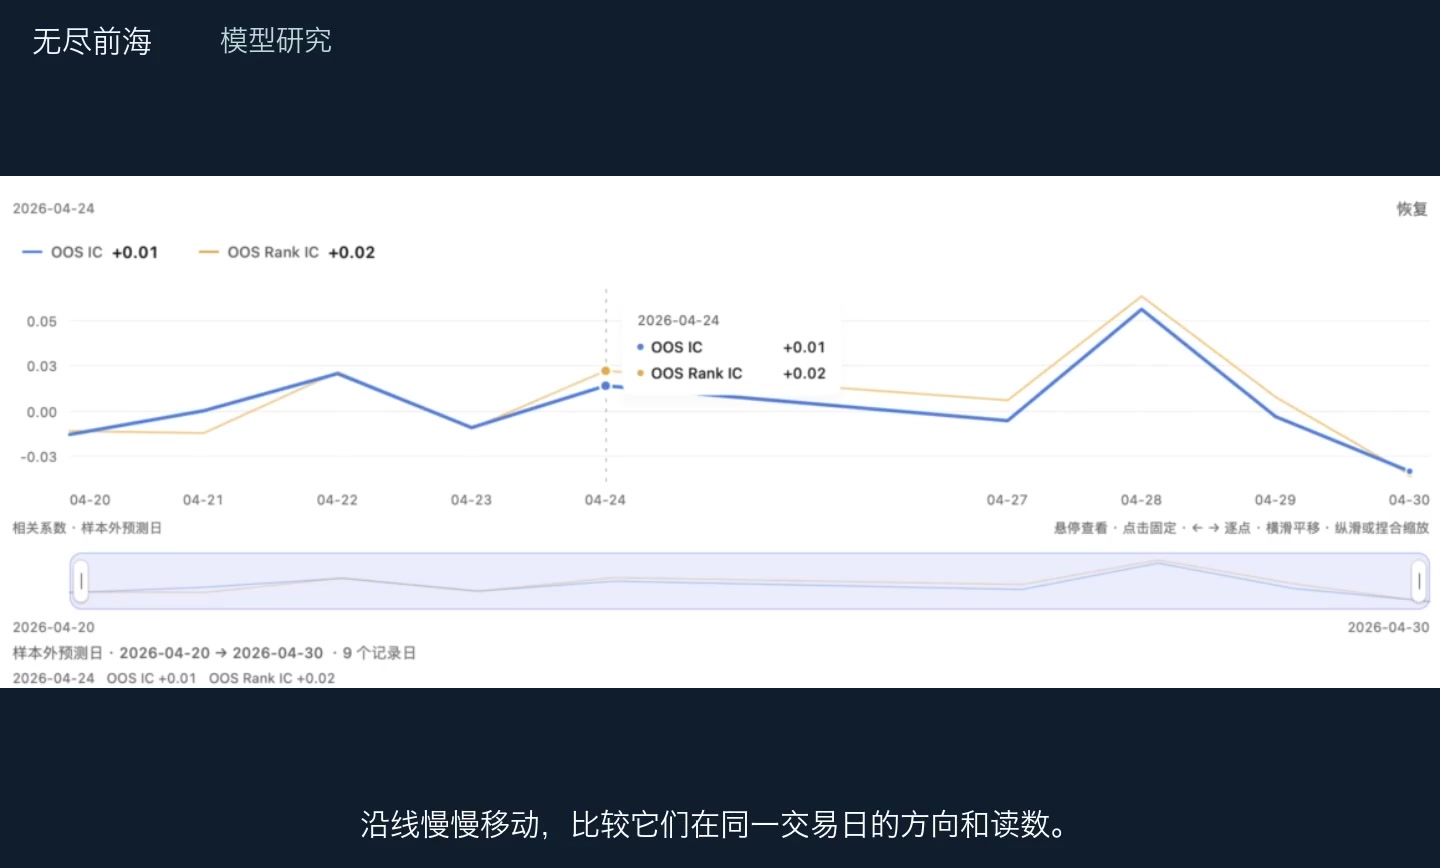 无尽前海 模型研究
2026-04-24 恢复
OOS IC +0.01 OOS Rank IC +0.02
2026-04-24
OOS IC +0.01
OOS Rank IC +0.02
0.05
0.03
0.00
-0.03
04-20 04-21 04-22 04-23 04-24 04-27 04-28 04-29 04-30
相关系数 · 样本外预测日 悬停查看 · 点击固定 · ← → 逐点 · 横滑平移 · 纵滑或捏合缩放
2026-04-20 2026-04-30
样本外预测日 · 2026-04-20 → 2026-04-30 · 9 个记录日
2026-04-24 OOS IC +0.01 OOS Rank IC +0.02
沿线慢慢移动，比较它们在同一交易日的方向和读数。